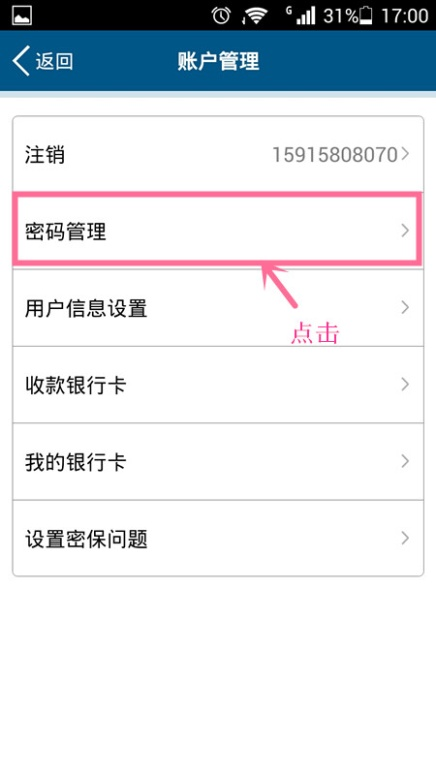 G 31% 17:00
返回 账户管理
注销 15915808070
密码管理
用户信息设置
点击
收款银行卡
我的银行卡
设置密保问题